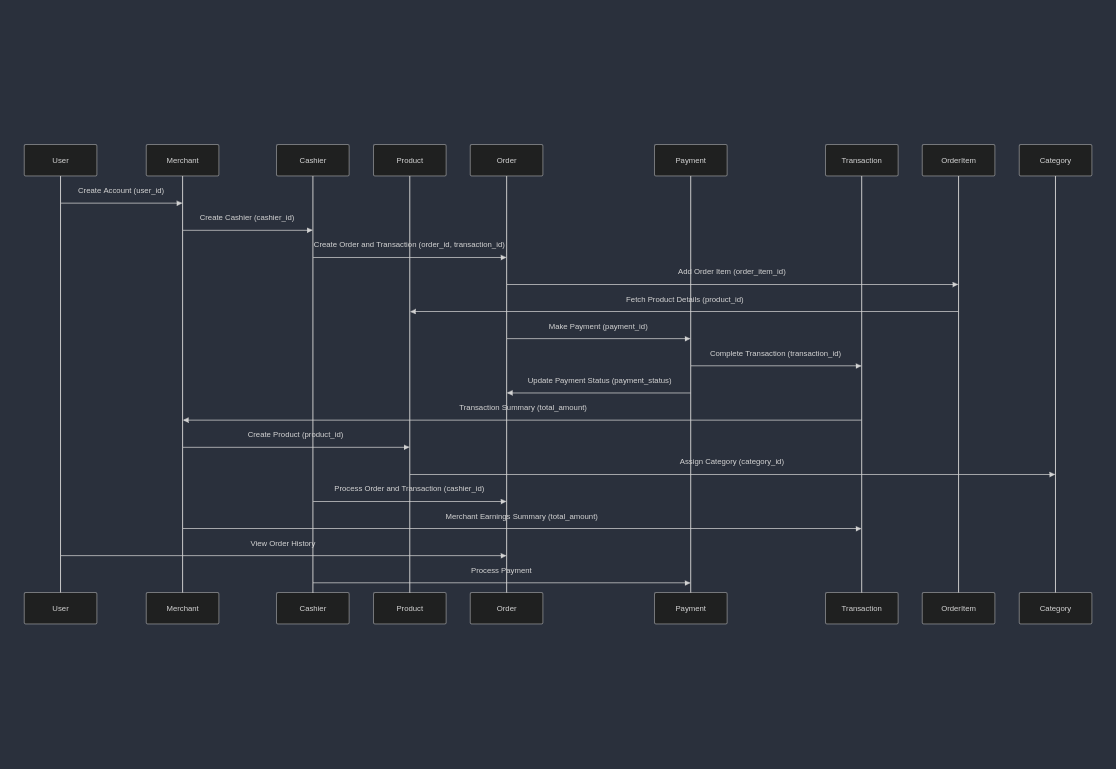 User
Merchant
Cashier
Product
Order
Payment
Transaction
OrderItem
Category
Create Account (user_id)
Create Cashier (cashier_id)
Create Order and Transaction (order_id, transaction_id)
Add Order Item (order_item_id)
Fetch Product Details (product_id)
Make Payment (payment_id)
Complete Transaction (transaction_id)
Update Payment Status (payment_status)
Transaction Summary (total_amount)
Create Product (product_id)
Assign Category (category_id)
Process Order and Transaction (cashier_id)
Merchant Earnings Summary (total_amount)
View Order History
Process Payment
User
Merchant
Cashier
Product
Order
Payment
Transaction
OrderItem
Category